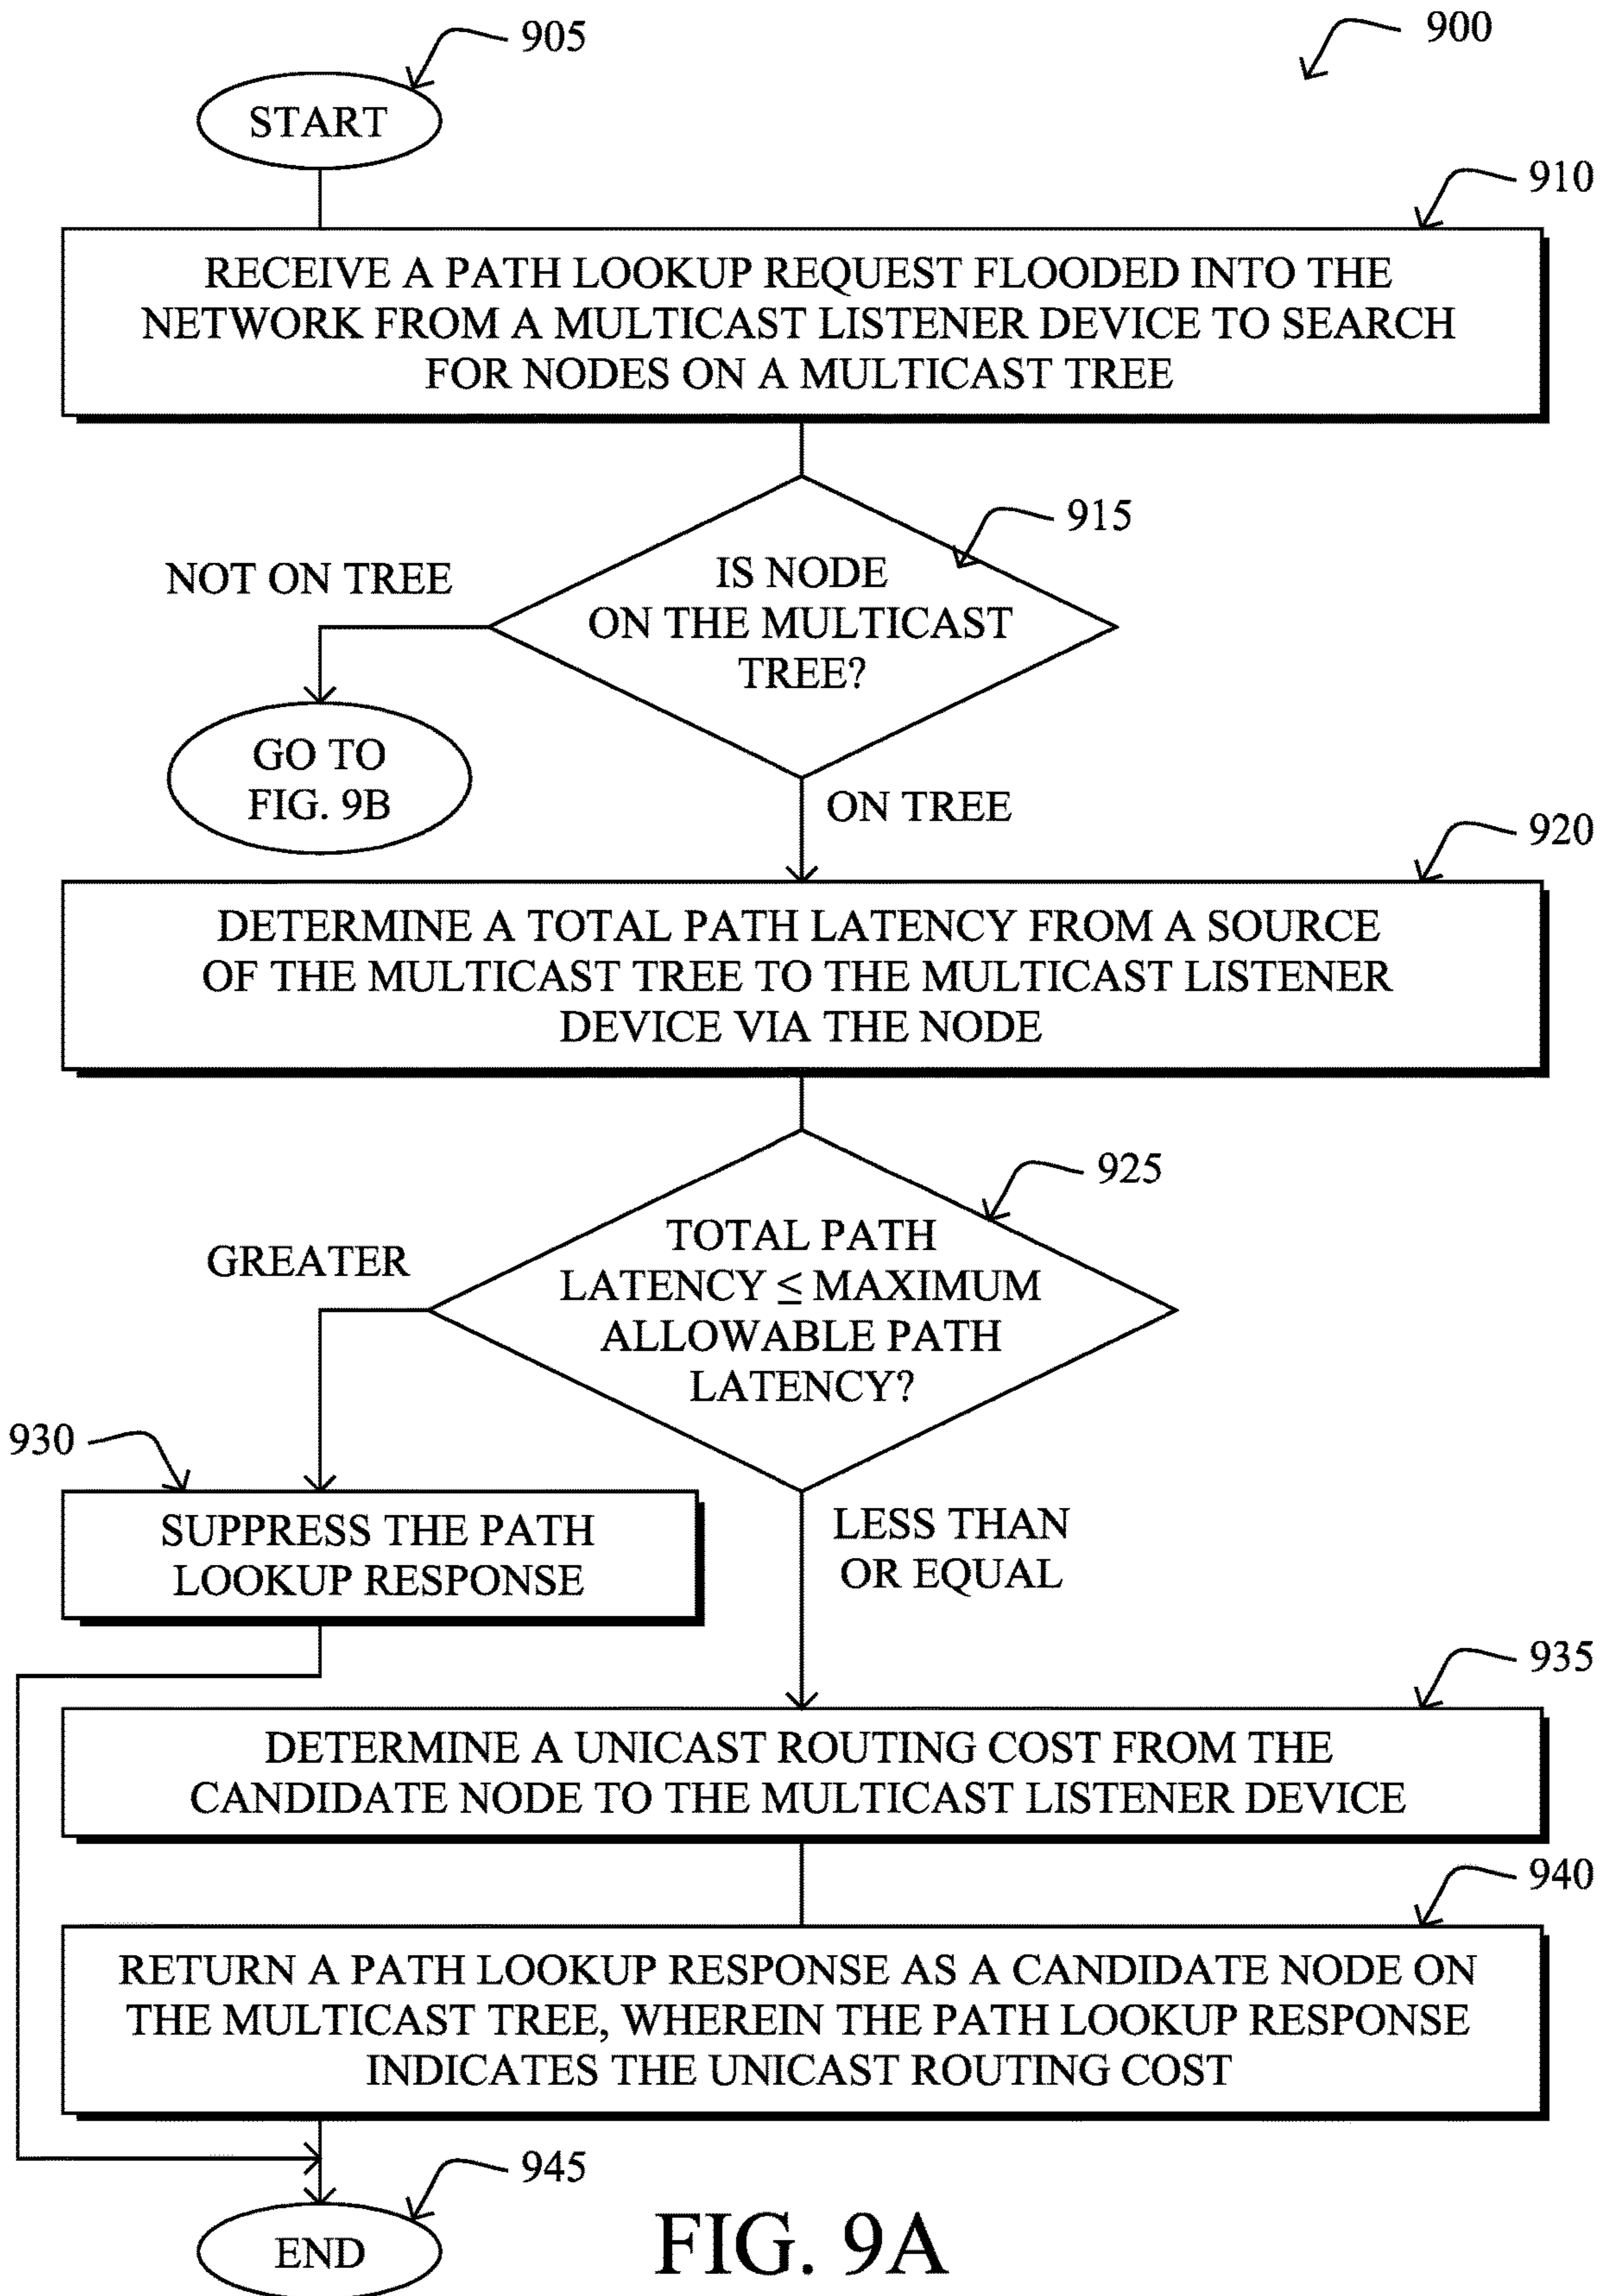 905
900
START
910
RECEIVE A PATH LOOKUP REQUEST FLOODED INTO THE
NETWORK FROM A MULTICAST LISTENER DEVICE TO SEARCH
FOR NODES ON A MULTICAST TREE
915
NOT ON TREE
IS NODE
ON THE MULTICAST
TREE?
GO TO
FIG. 9B
ON TREE
920
DETERMINE A TOTAL PATH LATENCY FROM A SOURCE
OF THE MULTICAST TREE TO THE MULTICAST LISTENER
DEVICE VIA THE NODE
925
GREATER
TOTAL PATH
LATENCY ≤ MAXIMUM
ALLOWABLE PATH
LATENCY?
930
SUPPRESS THE PATH
LOOKUP RESPONSE
LESS THAN
OR EQUAL
935
DETERMINE A UNICAST ROUTING COST FROM THE
CANDIDATE NODE TO THE MULTICAST LISTENER DEVICE
940
RETURN A PATH LOOKUP RESPONSE AS A CANDIDATE NODE ON
THE MULTICAST TREE, WHEREIN THE PATH LOOKUP RESPONSE
INDICATES THE UNICAST ROUTING COST
945
END
FIG. 9A